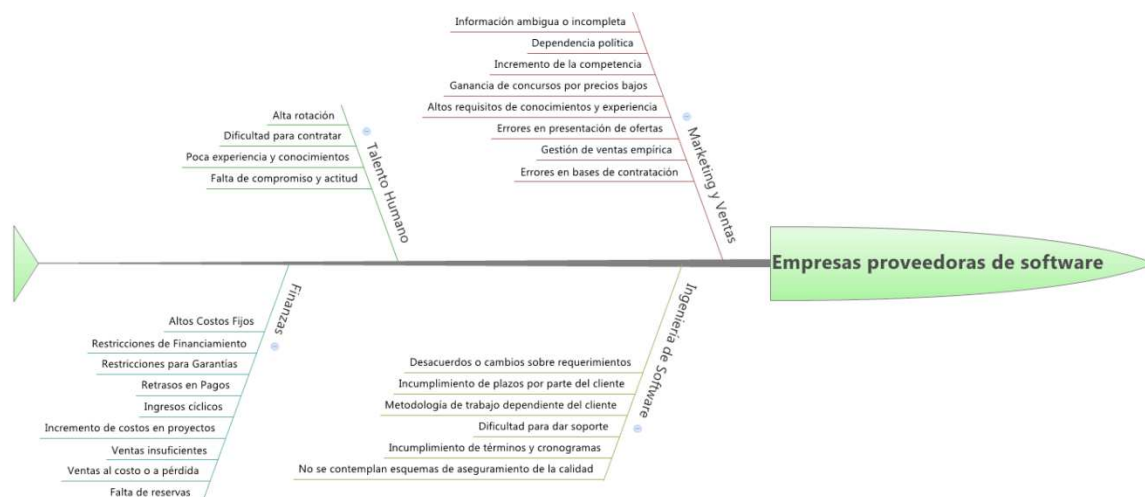 Información ambigua o incompleta
Dependencia política
Incremento de la competencia
Ganancia de concursos por precios bajos
Altos requisitos de conocimientos y experiencia
Errores en presentación de ofertas
Gestión de ventas empírica
Errores en bases de contratación
Marketing y Ventas
Alta rotación
Dificultad para contratar
Poca experiencia y conocimientos
Falta de compromiso y actitud
Talento Humano
Empresas proveedoras de software
Finanzas
Altos Costos Fijos
Restricciones de Financiamiento
Restricciones para Garantías
Retrasos en Pagos
Ingresos cíclicos
Incremento de costos en proyectos
Ventas insuficientes
Ventas al costo o a pérdida
Falta de reservas
Ingeniería de Software
Desacuerdos o cambios sobre requerimientos
Incumplimiento de plazos por parte del cliente
Metodología de trabajo dependiente del cliente
Dificultad para dar soporte
Incumplimiento de términos y cronogramas
No se contemplan esquemas de aseguramiento de la calidad